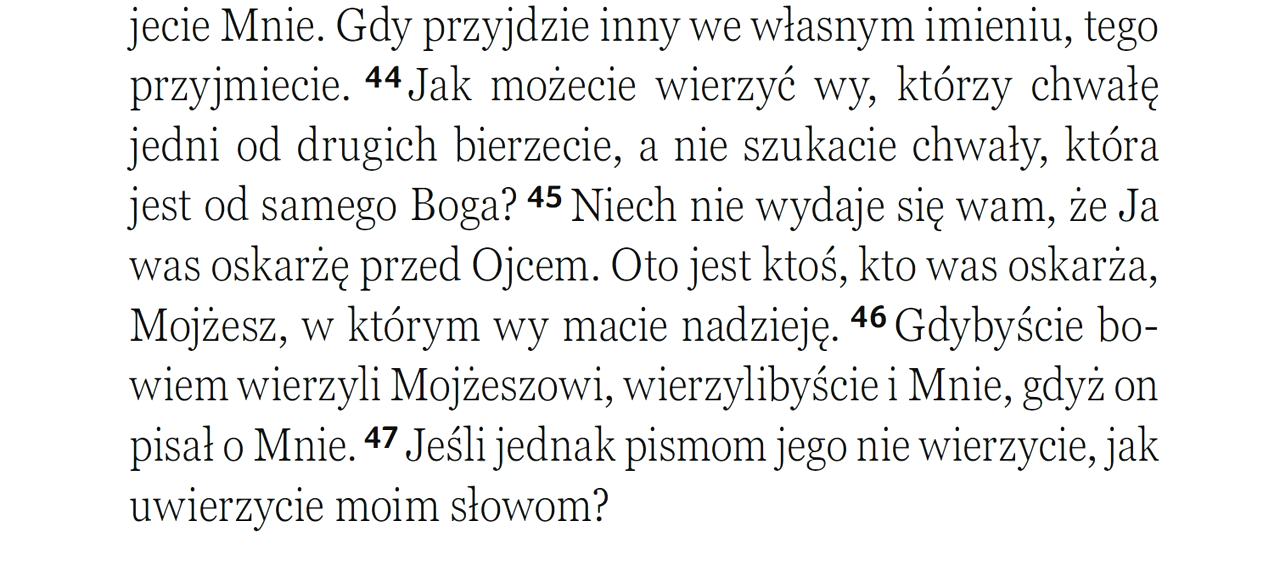 jecie Mnie. Gdy przyjdzie inny we własnym imieniu, tego
przyjmiecie. 44 Jak możecie wierzyć wy, którzy chwałę
jedni od drugich bierzecie, a nie szukacie chwały, która
jest od samego Boga? 45 Niech nie wydaje się wam, że Ja
was oskarżę przed Ojcem. Oto jest ktoś, kto was oskarża,
Mojżesz, w którym wy macie nadzieję. 46 Gdybyście bo-
wiem wierzyli Mojżeszowi, wierzylibyście i Mnie, gdyż on
pisał o Mnie. 47 Jeśli jednak pismom jego nie wierzycie, jak
uwierzycie moim słowom?